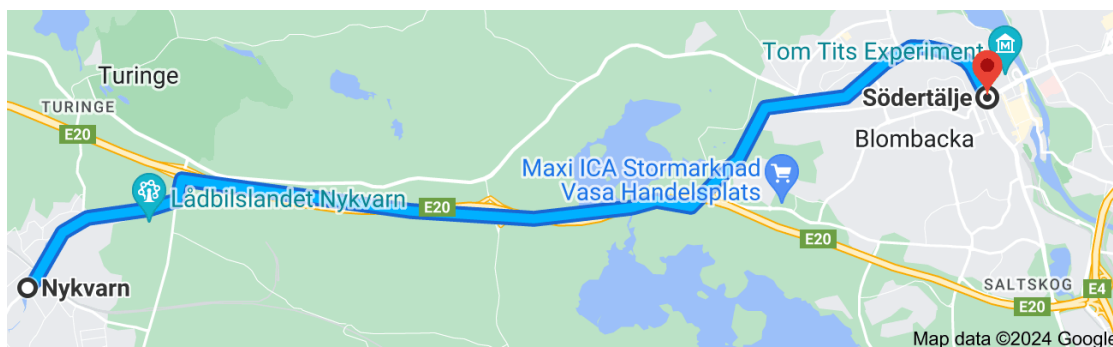 Tom Tits Experiment
Turinge
Södertälje
TURINGE
E20
Blombacka
Maxi ICA Stormarknad
Vasa Handelsplats
Lådbilslandet Nykvarn
E20
E20
Nykvarn
SALTSKOG
E4
E20
Map data ©2024 Google